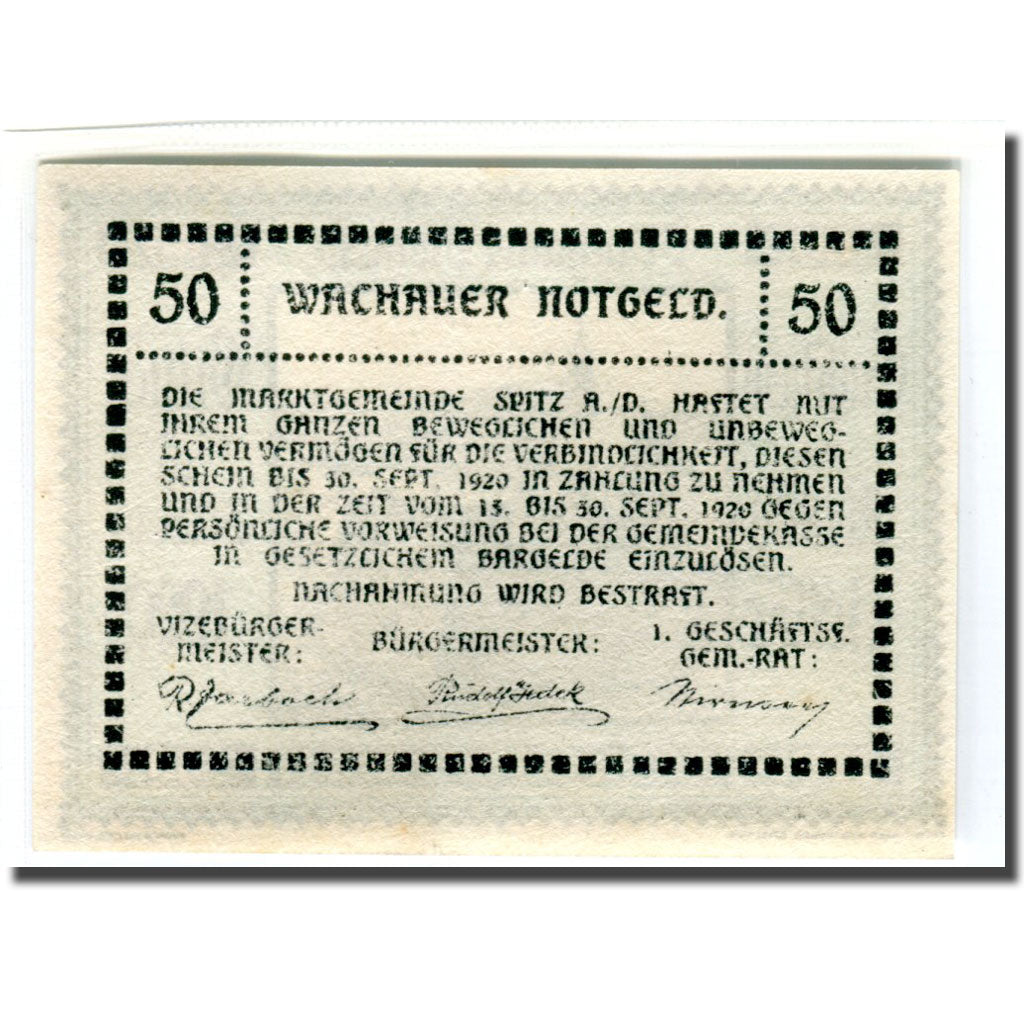 50 WACHAUER NOTGELD. 50
DIE MARKTGEMEINDE SPITZ A./D. HAFTET MIT
IHREM GANZEN BEWEGLICHEN UND UNBEWEG-
LICHEN VERMÖGEN FÜR DIE VERBINDLICHKEIT, DIESEN
SCHEIN BIS 30. SEPT. 1920 IN ZAHLUNG ZU NEHMEN
UND IN DER ZEIT VOM 15. BIS 30. SEPT. 1920 GEGEN
PERSÖNLICHE VORWEISUNG BEI DER GEMEINDEKASSE
IN GESETZLICHEM BARGELDE EINZULÖSEN.
NACHAHMUNG WIRD BESTRAFT.
VIZEBÜRGER-
MEISTER:
BÜRGERMEISTER:
1. GESCHÄFTSF.
GEM.-RAT:
Rudolf